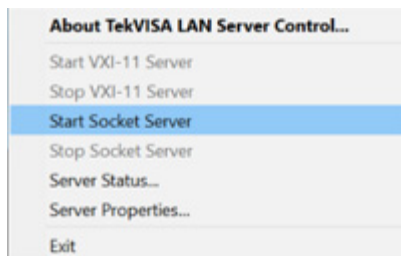 About TekVISA LAN Server Control...
Start VXI-11 Server
Stop VXI-11 Server
Start Socket Server
Stop Socket Server
Server Status...
Server Properties...
Exit